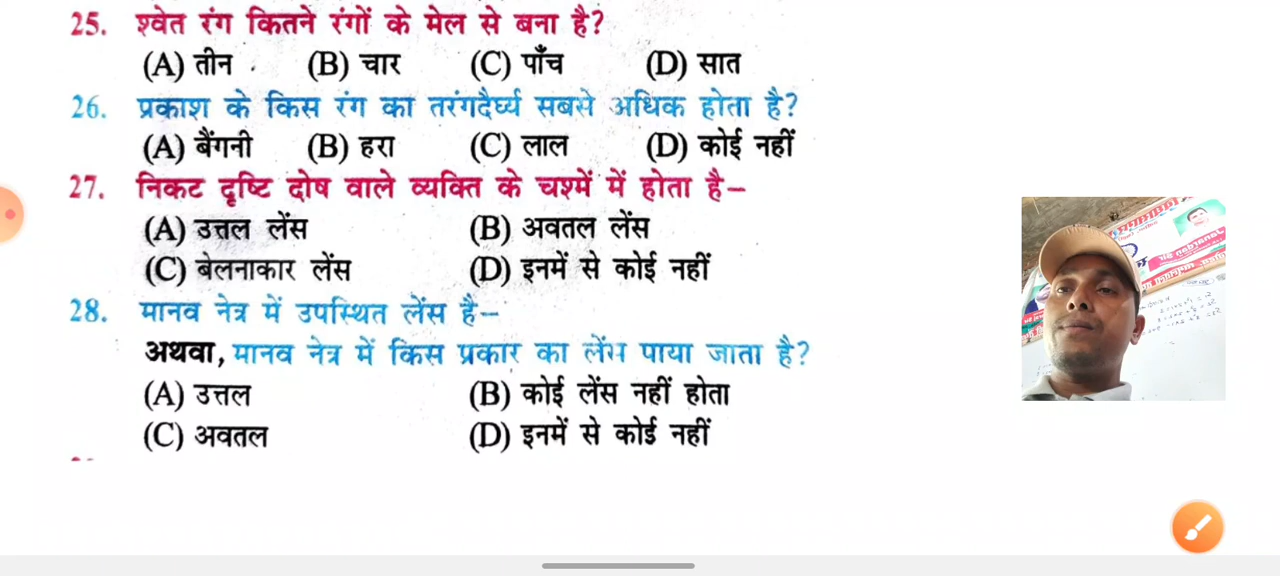 25. श्वेत रंग कितने रंगों के मेल से बना है?
(A) तीन (B) चार (C) पाँच (D) सात
26. प्रकाश के किस रंग का तरंगदैर्घ्य सबसे अधिक होता है?
(A) बैंगनी (B) हरा (C) लाल (D) कोई नहीं
27. निकट दृष्टि दोष वाले व्यक्ति के चश्में में होता है–
(A) उत्तल लेंस (B) अवतल लेंस
(C) बेलनाकार लेंस (D) इनमें से कोई नहीं
28. मानव नेत्र में उपस्थित लेंस है–
अथवा, मानव नेत्र में किस प्रकार का लेंस पाया जाता है?
(A) उत्तल (B) कोई लेंस नहीं होता
(C) अवतल (D) इनमें से कोई नहीं